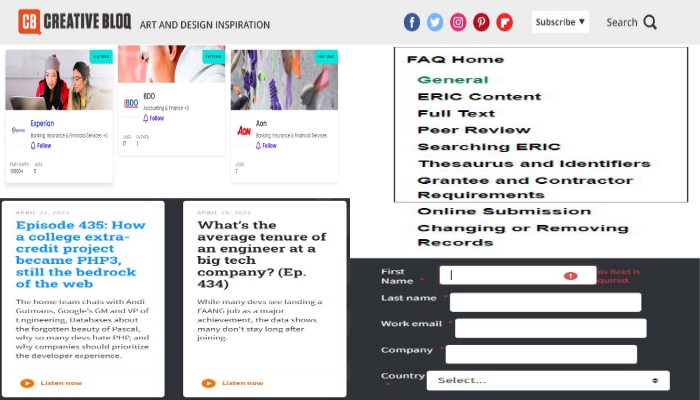 CB CREATIVE BLOQ ART AND DESIGN INSPIRATION
Subscribe ▼
Search
Experian
Banking, Insurance & Financial Services +6
Follow
10000+ 5
BDO
Accounting & Finance +3
Follow
17 1
Aon
Banking, Insurance & Financial Services
Follow
7
FAQ Home
General
ERIC Content
Full Text
Peer Review
Searching ERIC
Thesaurus and Identifiers
Grantee and Contractor
Requirements
Online Submission
Changing or Removing
Records
APRIL 22, 2022
Episode 435: How
a college extra-
credit project
became PHP3,
still the bedrock
of the web
The home team chats with Andi
Gutmans, Google's GM and VP of
Engineering, Databases about
the forgotten beauty of Pascal,
why so many devs hate PHP, and
why companies should prioritize
the developer experience.
Listen now
APRIL 19, 2022
What's the
average tenure of
an engineer at a
big tech
company? (Ep.
434)
While many devs see landing a
FAANG job as a major
achievement, the data shows
many don't stay long after
joining.
Listen now
First
Name *
field is
Last name *
Work email *
Company *
Country *
Select...